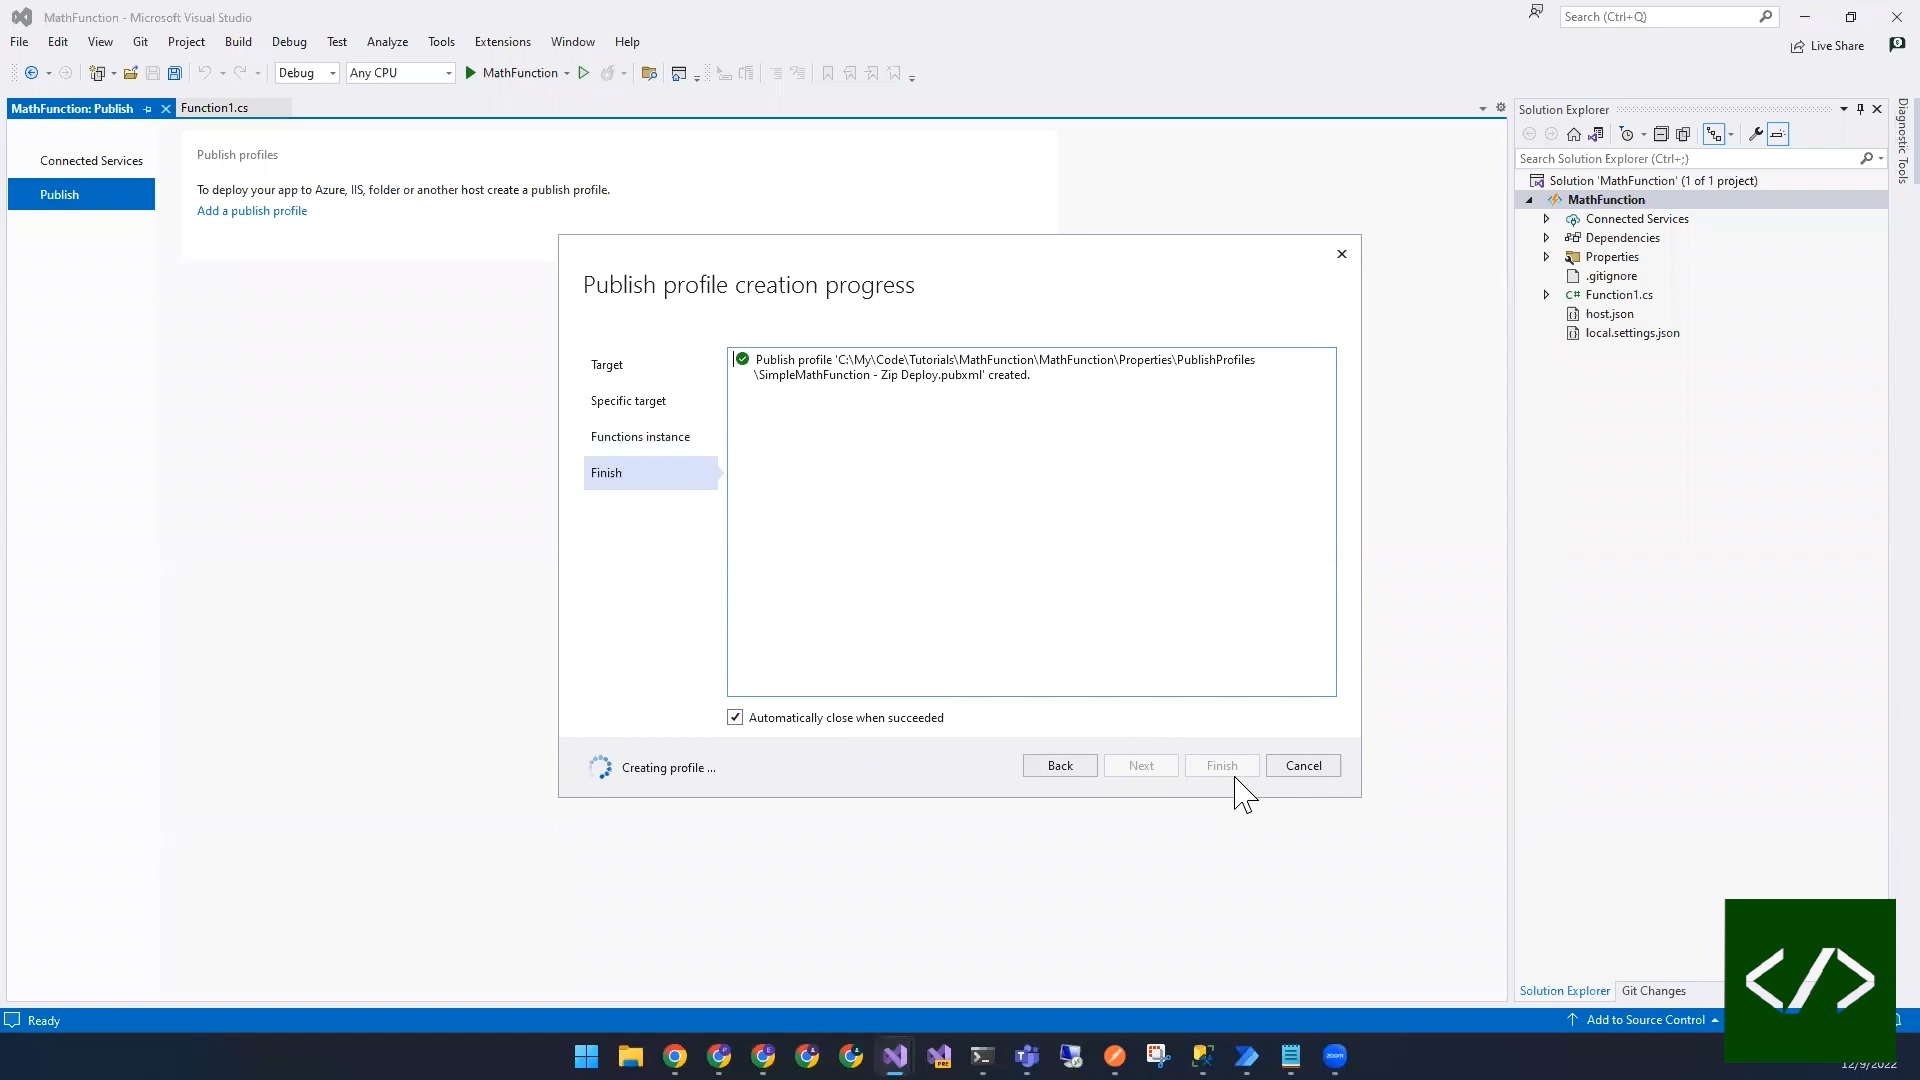 MathFunction - Microsoft Visual Studio
Search (Ctrl+Q)
File Edit View Git Project Build Debug Test Analyze Tools Extensions Window Help
Live Share
Debug Any CPU MathFunction
MathFunction: Publish Function1.cs
Connected Services
Publish
Publish profiles
To deploy your app to Azure, IIS, folder or another host create a publish profile.
Add a publish profile
Publish profile creation progress
Target
Specific target
Functions instance
Finish
Publish profile 'C:\My\Code\Tutorials\MathFunction\MathFunction\Properties\PublishProfiles
\SimpleMathFunction - Zip Deploy.pubxml' created.
Automatically close when succeeded
Creating profile ...
Back Next Finish Cancel
Solution Explorer
Search Solution Explorer (Ctrl+;)
Solution 'MathFunction' (1 of 1 project)
MathFunction
Connected Services
Dependencies
Properties
.gitignore
C# Function1.cs
host.json
local.settings.json
Diagnostic Tools
Solution Explorer Git Changes
Ready
Add to Source Control
</>
PRE
zoom
12/9/2022